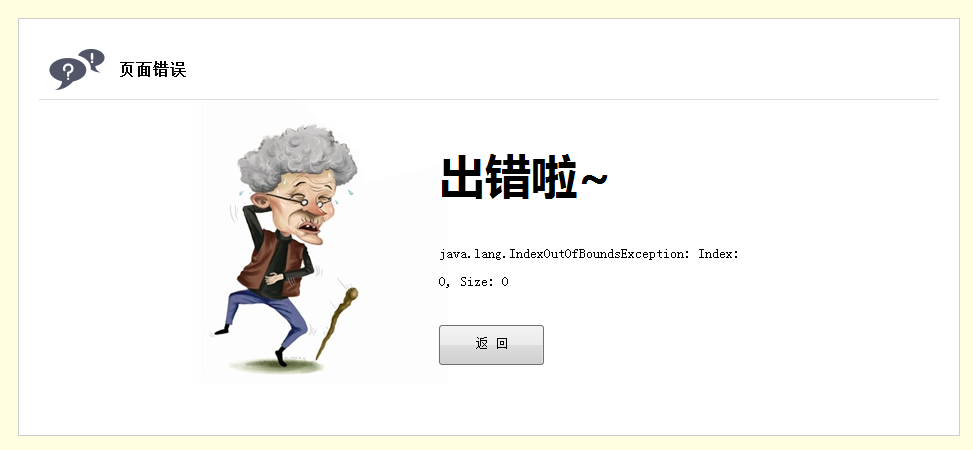 页面错误
出错啦~
java.lang.IndexOutOfBoundsException: Index:
0, Size: 0
返 回